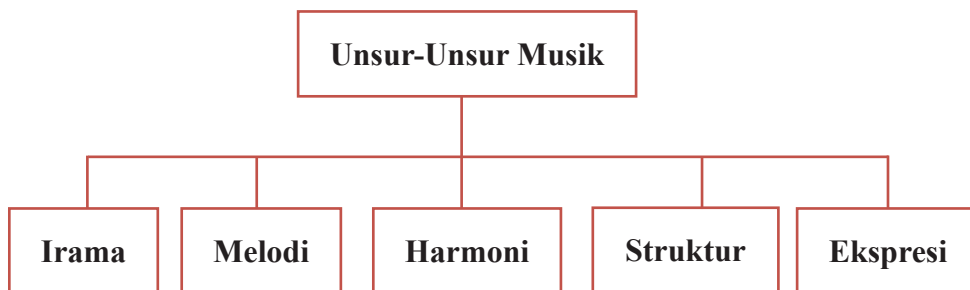 Unsur-Unsur Musik
Irama
Melodi
Harmoni
Struktur
Ekspresi